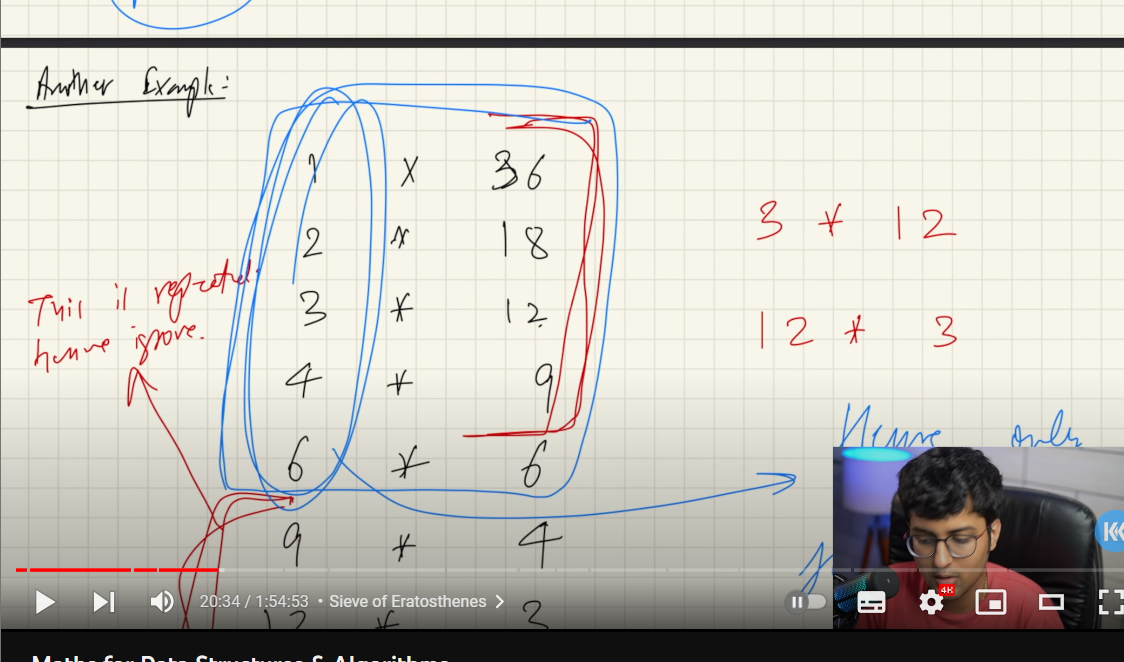 Another Example:
1 x 36
2 * 18
3 * 12
4 * 9
6 * 6
9 * 4
12 * 3
3 * 12
12 * 3
This is repeated
hence ignore.
Hence only
20:34 / 1:54:53 • Sieve of Eratosthenes >
4K
Maths for Data Structures & Algorithms